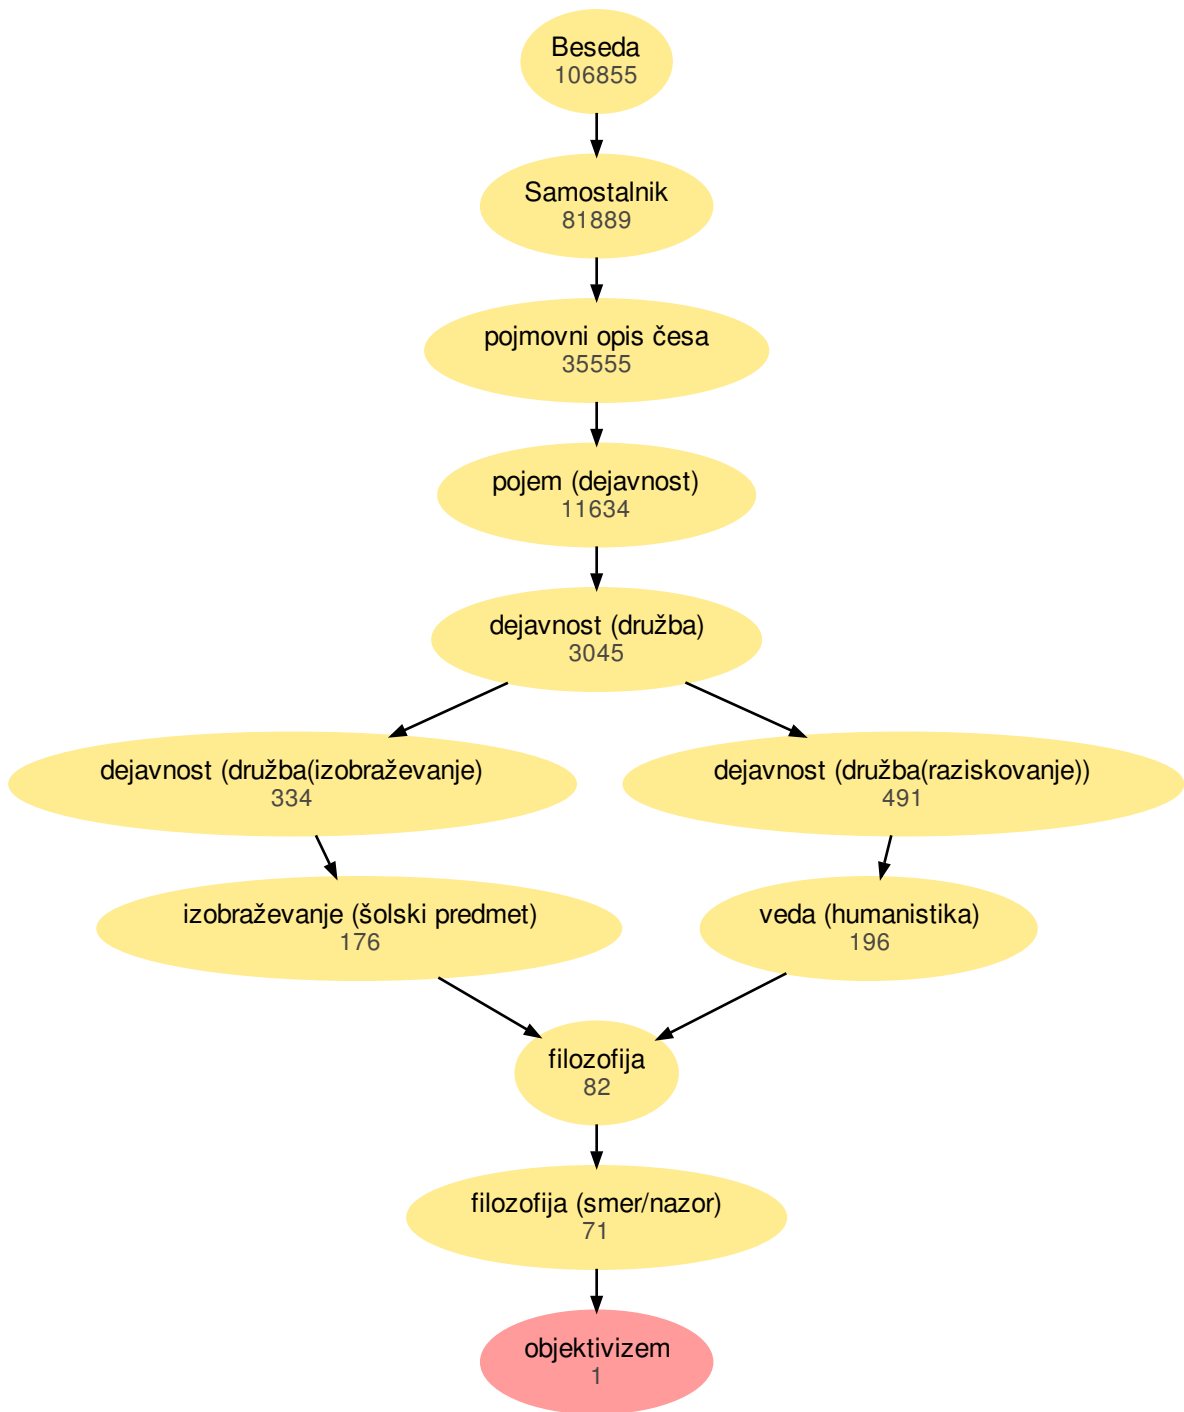 Beseda
106855
Samostalnik
81889
pojmovni opis česa
35555
pojem (dejavnost)
11634
dejavnost (družba)
3045
dejavnost (družba(izobraževanje)
334
dejavnost (družba(raziskovanje))
491
izobraževanje (šolski predmet)
176
veda (humanistika)
196
filozofija
82
filozofija (smer/nazor)
71
objektivizem
1